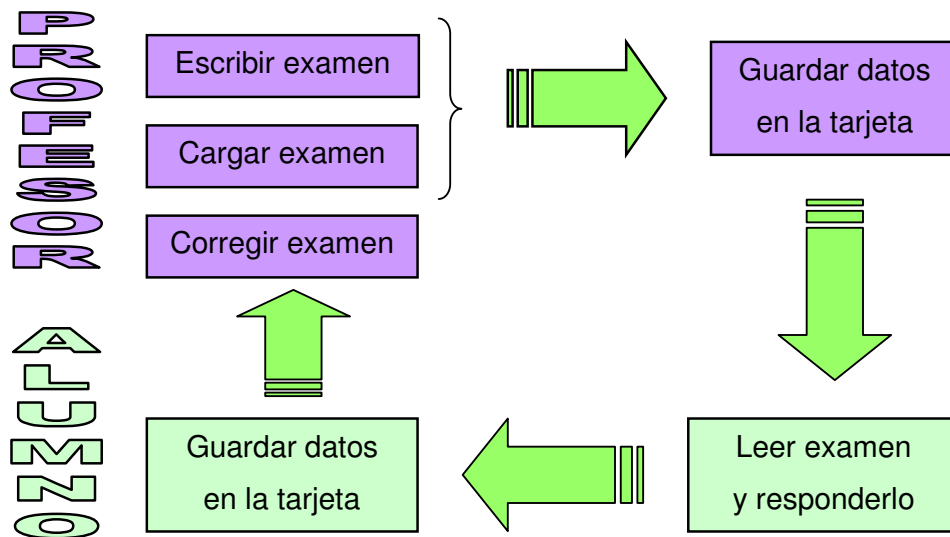 PROFESOR
Escribir examen
Cargar examen
Corregir examen
Guardar datos
en la tarjeta
ALUMNO
Guardar datos
en la tarjeta
Leer examen
y responderlo